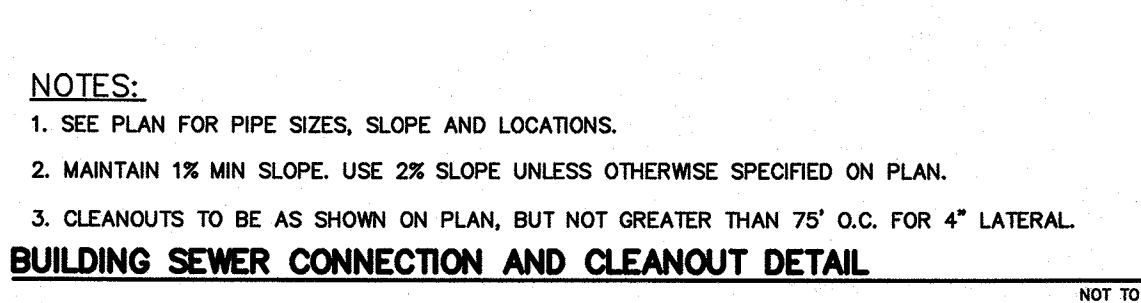 NOTES:
1. SEE PLAN FOR PIPE SIZES, SLOPE AND LOCATIONS.
2. MAINTAIN 1% MIN SLOPE. USE 2% SLOPE UNLESS OTHERWISE SPECIFIED ON PLAN.
3. CLEANOUTS TO BE AS SHOWN ON PLAN, BUT NOT GREATER THAN 75' O.C. FOR 4" LATERAL.
BUILDING SEWER CONNECTION AND CLEANOUT DETAIL
NOT TO